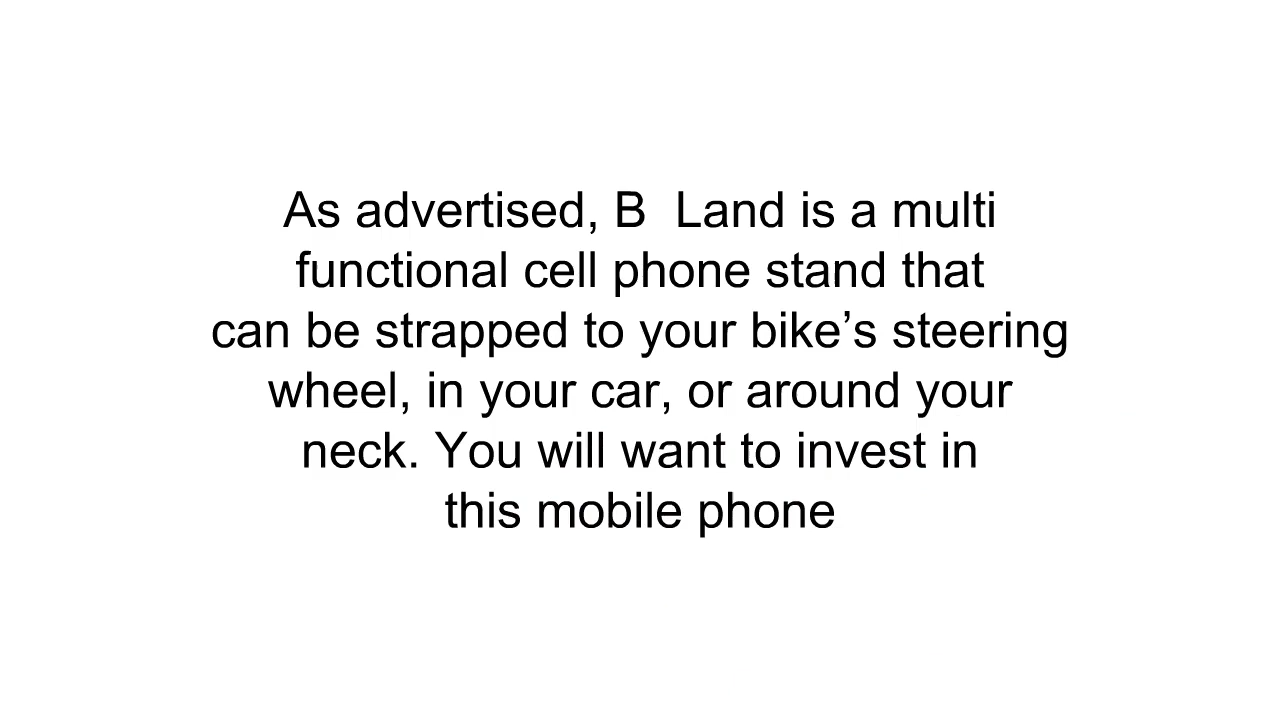 As advertised, B  Land is a multi
functional cell phone stand that
can be strapped to your bike’s steering
wheel, in your car, or around your
neck. You will want to invest in
this mobile phone